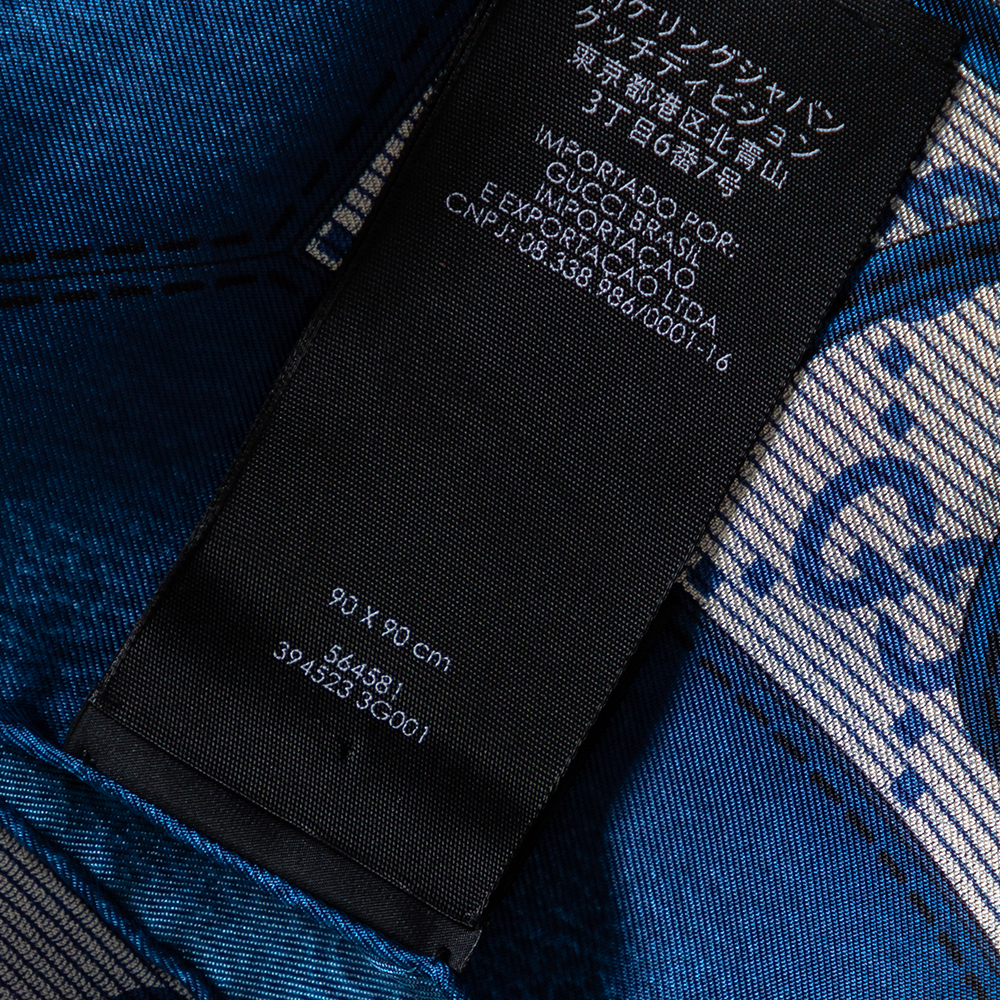 ケリングジャパン
グッチディビジョン
東京都港区北青山
3丁目6番7号
IMPORTADO POR:
GUCCI BRASIL
IMPORTACAO
E EXPORTACAO LTDA
CNPJ: 08.338.986/0001-16
90 X 90 cm
564581
394523 3G001